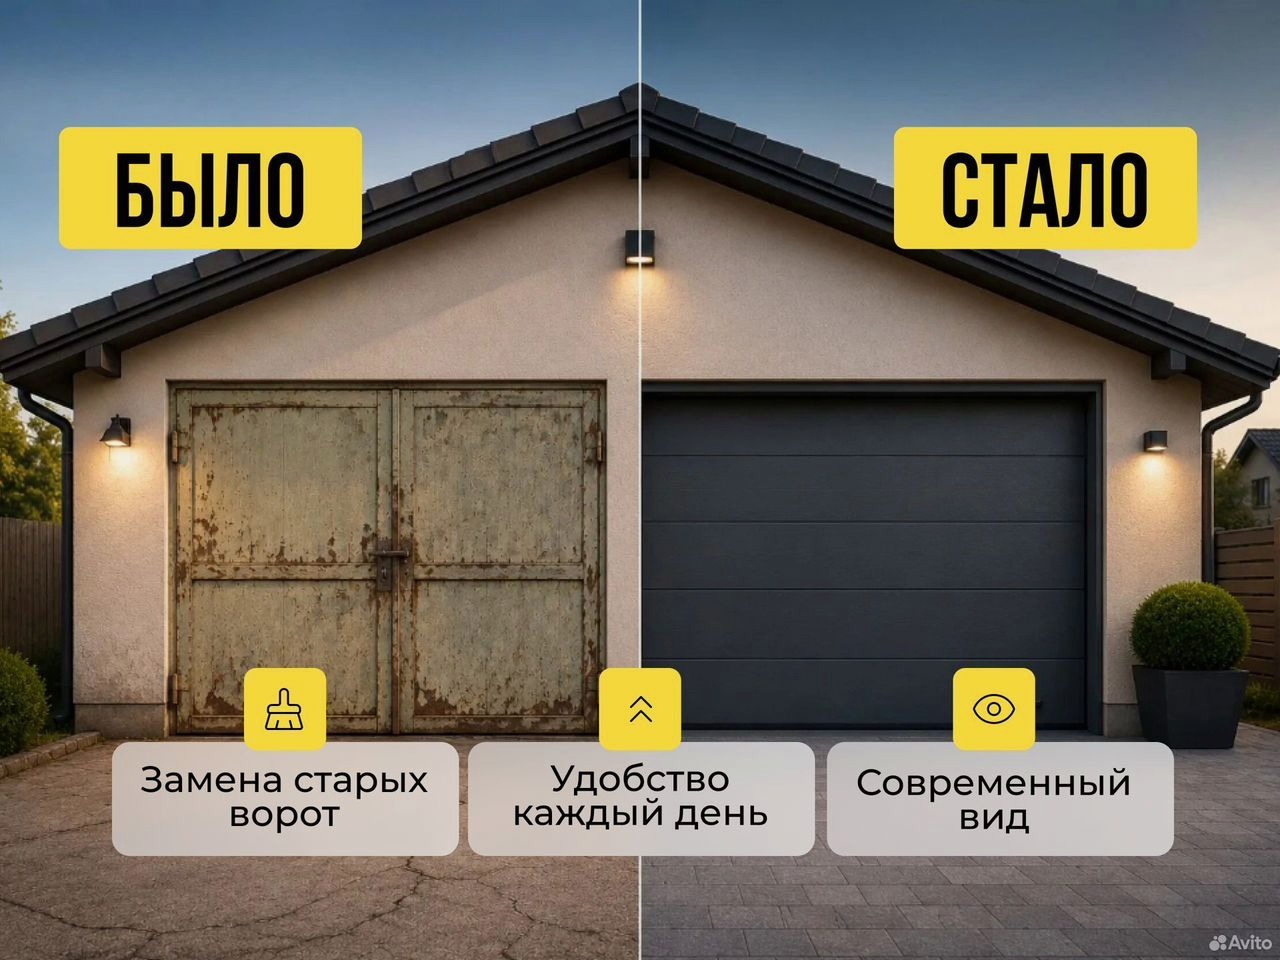 БЫЛО
СТАЛО
Замена старых
ворот
Удобство
каждый день
Современный
вид
Avito